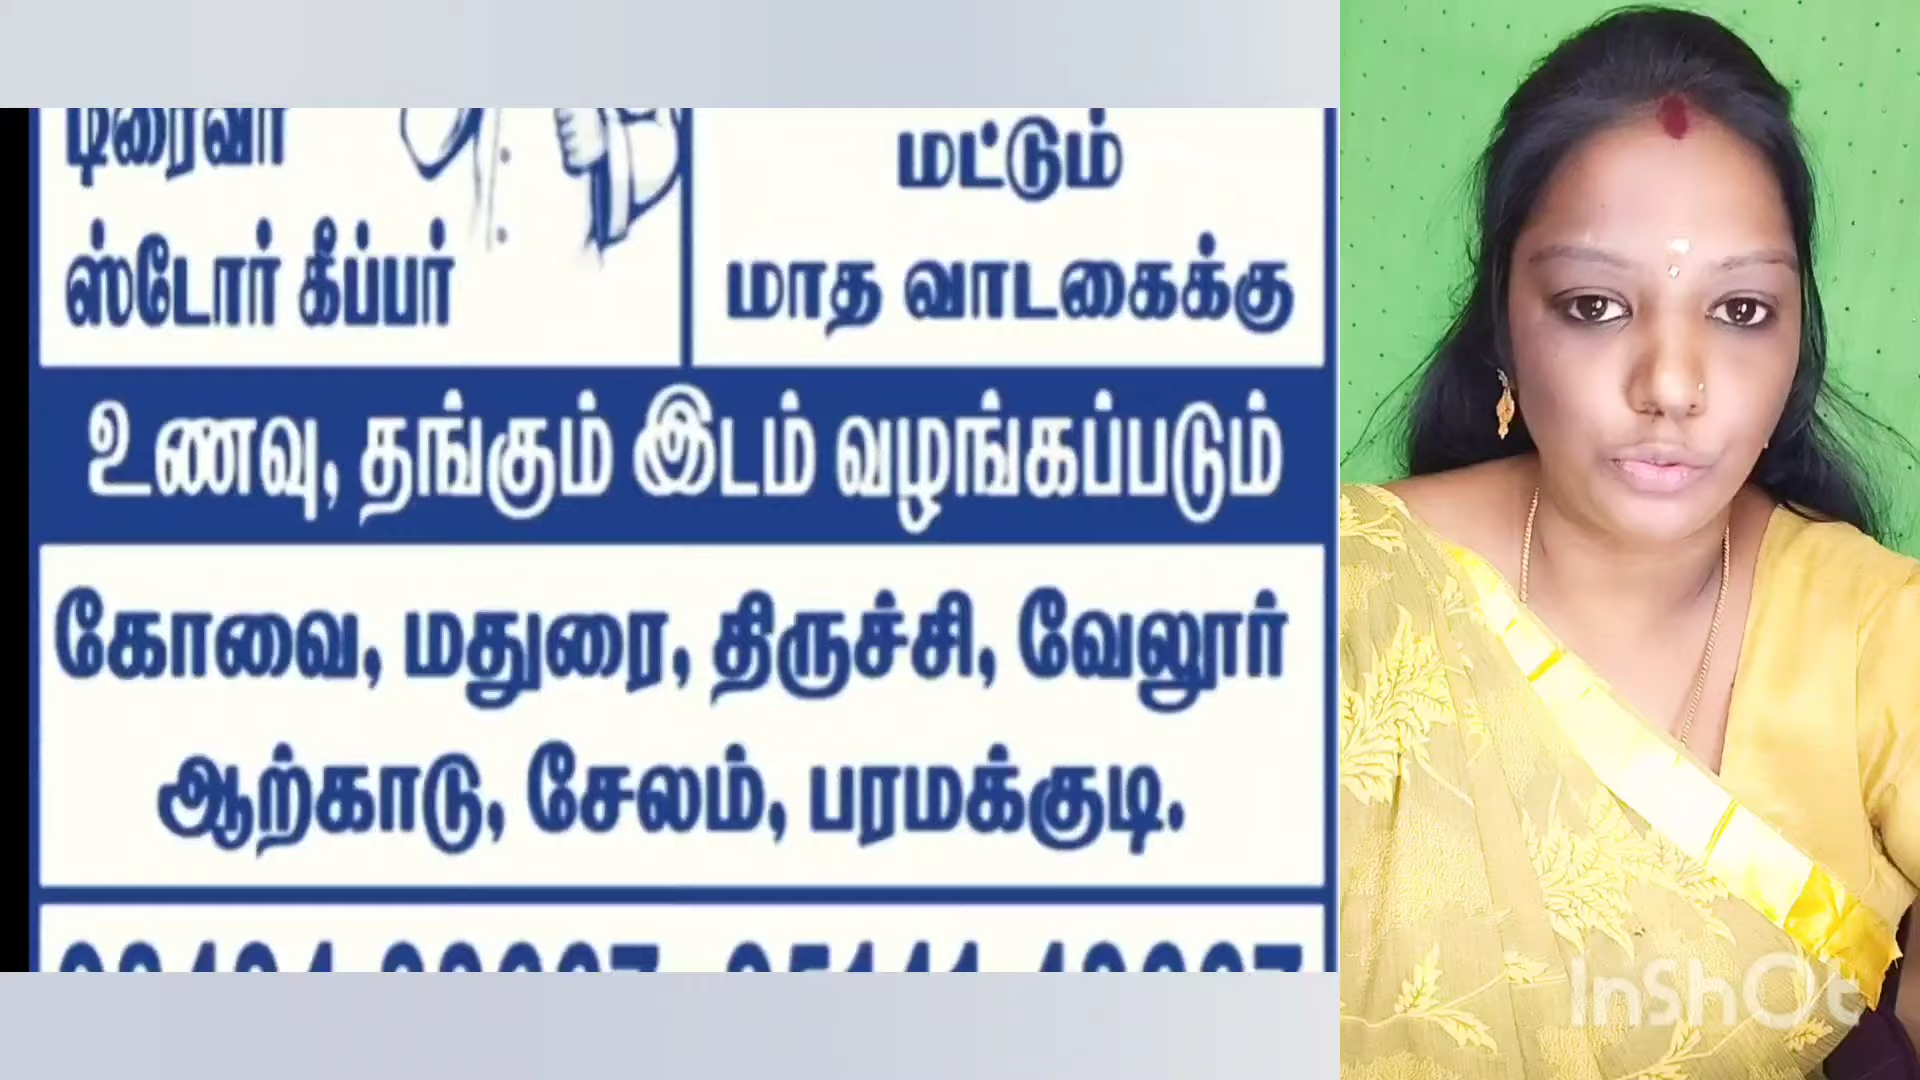 டிரைவர்
ஸ்டோர் கீப்பர்
மட்டும்
மாத வாடகைக்கு
உணவு, தங்கும் இடம் வழங்கப்படும்
கோவை, மதுரை, திருச்சி, வேலூர்
ஆற்காடு, சேலம், பரமக்குடி.
InShOt